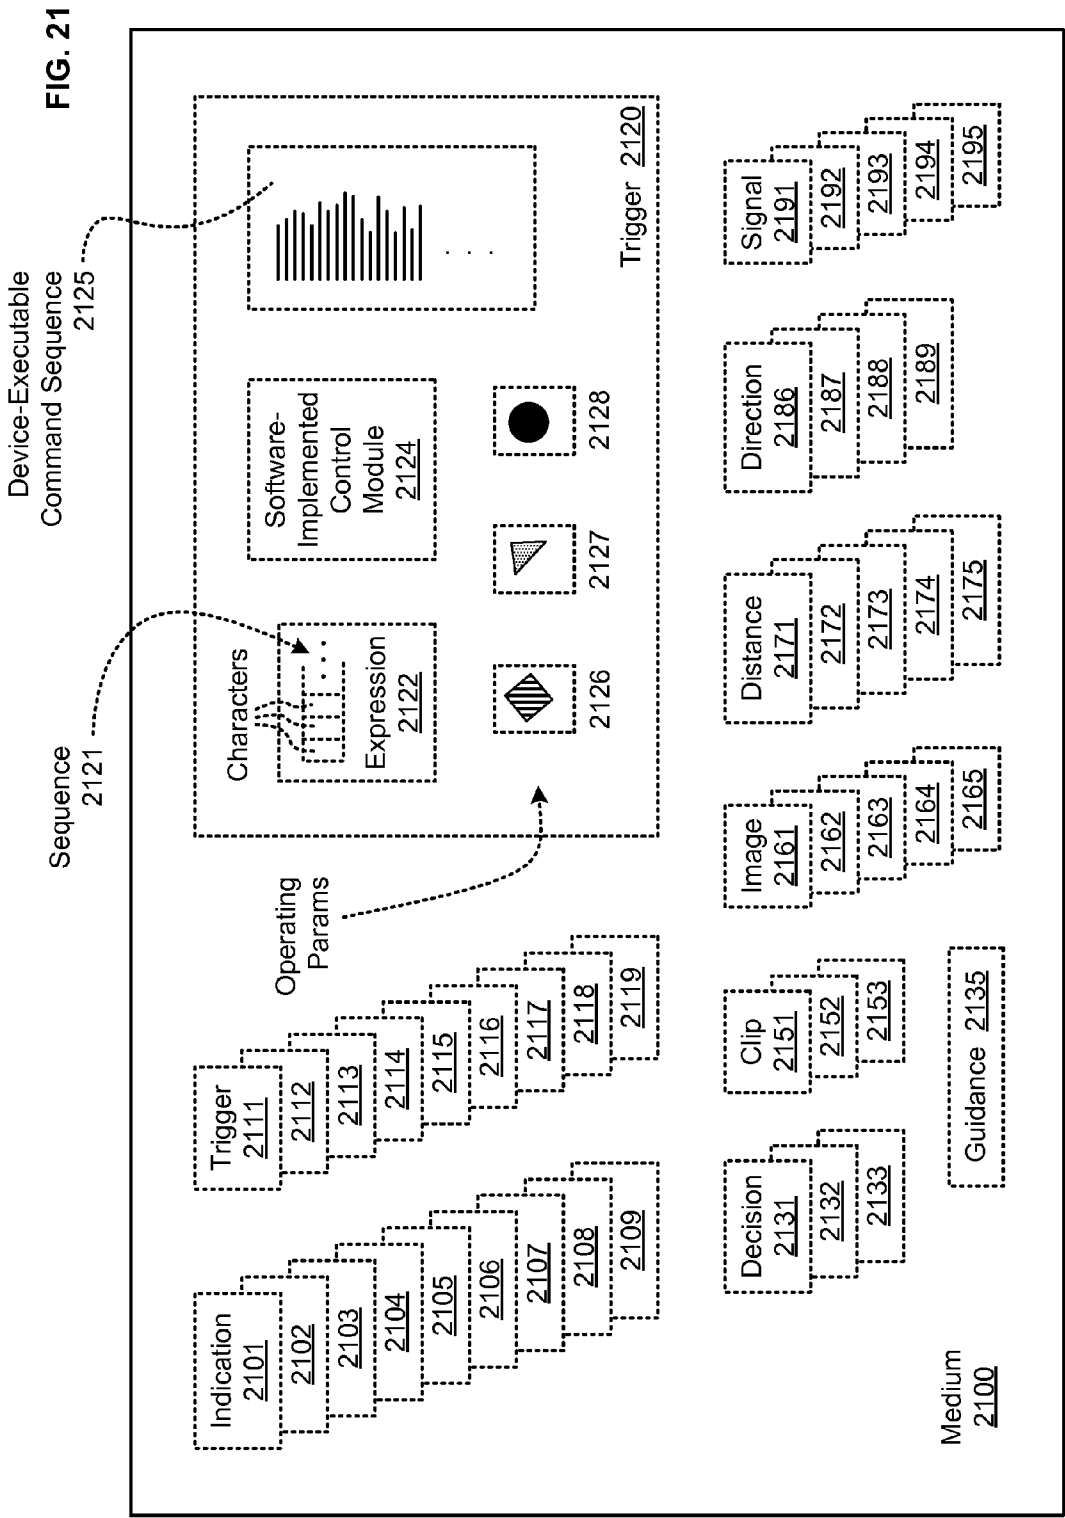 FIG. 21
Device-Executable
Command Sequence
2125
Sequence
2121
Characters
Expression
2122
Software-
Implemented
Control
Module
2124
2126
2127
2128
Trigger 2120
Operating
Params
Indication
2101
2102
2103
2104
2105
2106
2107
2108
2109
Trigger
2111
2112
2113
2114
2115
2116
2117
2118
2119
Decision
2131
2132
2133
Clip
2151
2152
2153
Image
2161
2162
2163
2164
2165
Distance
2171
2172
2173
2174
2175
Direction
2186
2187
2188
2189
Signal
2191
2192
2193
2194
2195
Guidance 2135
Medium
2100